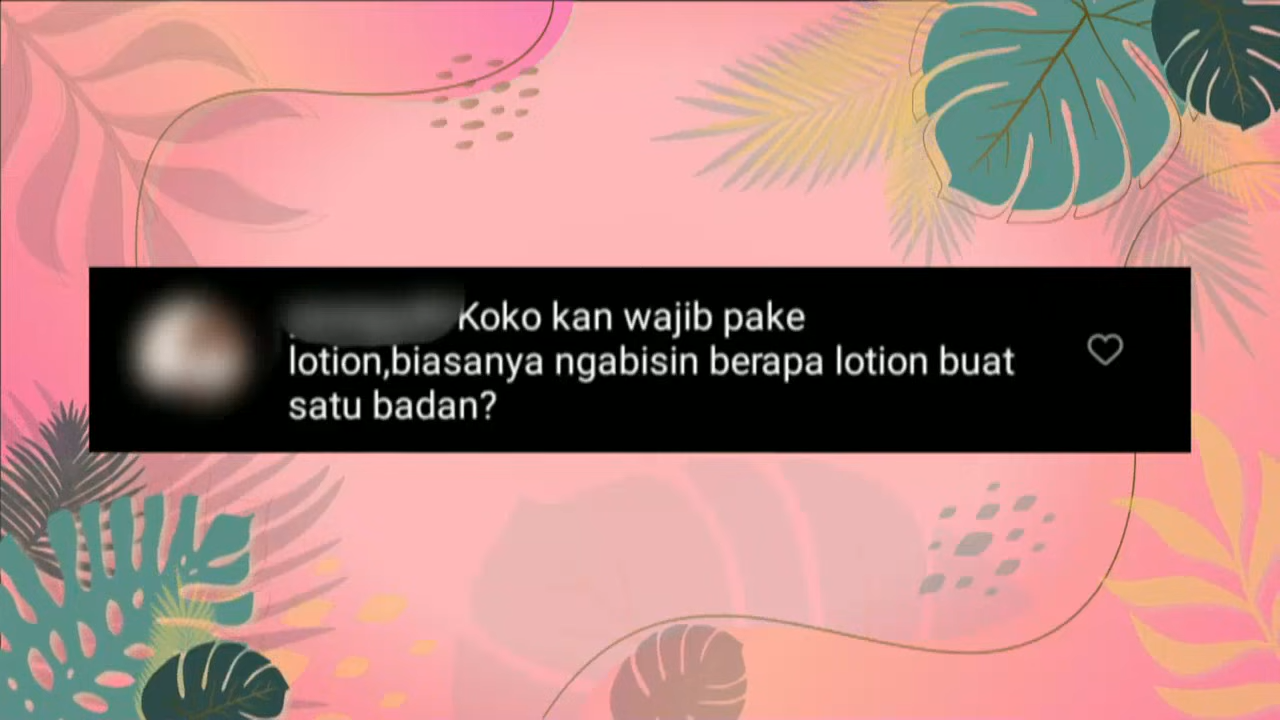 Koko kan wajib pake
lotion,biasanya ngabisin berapa lotion buat
satu badan?